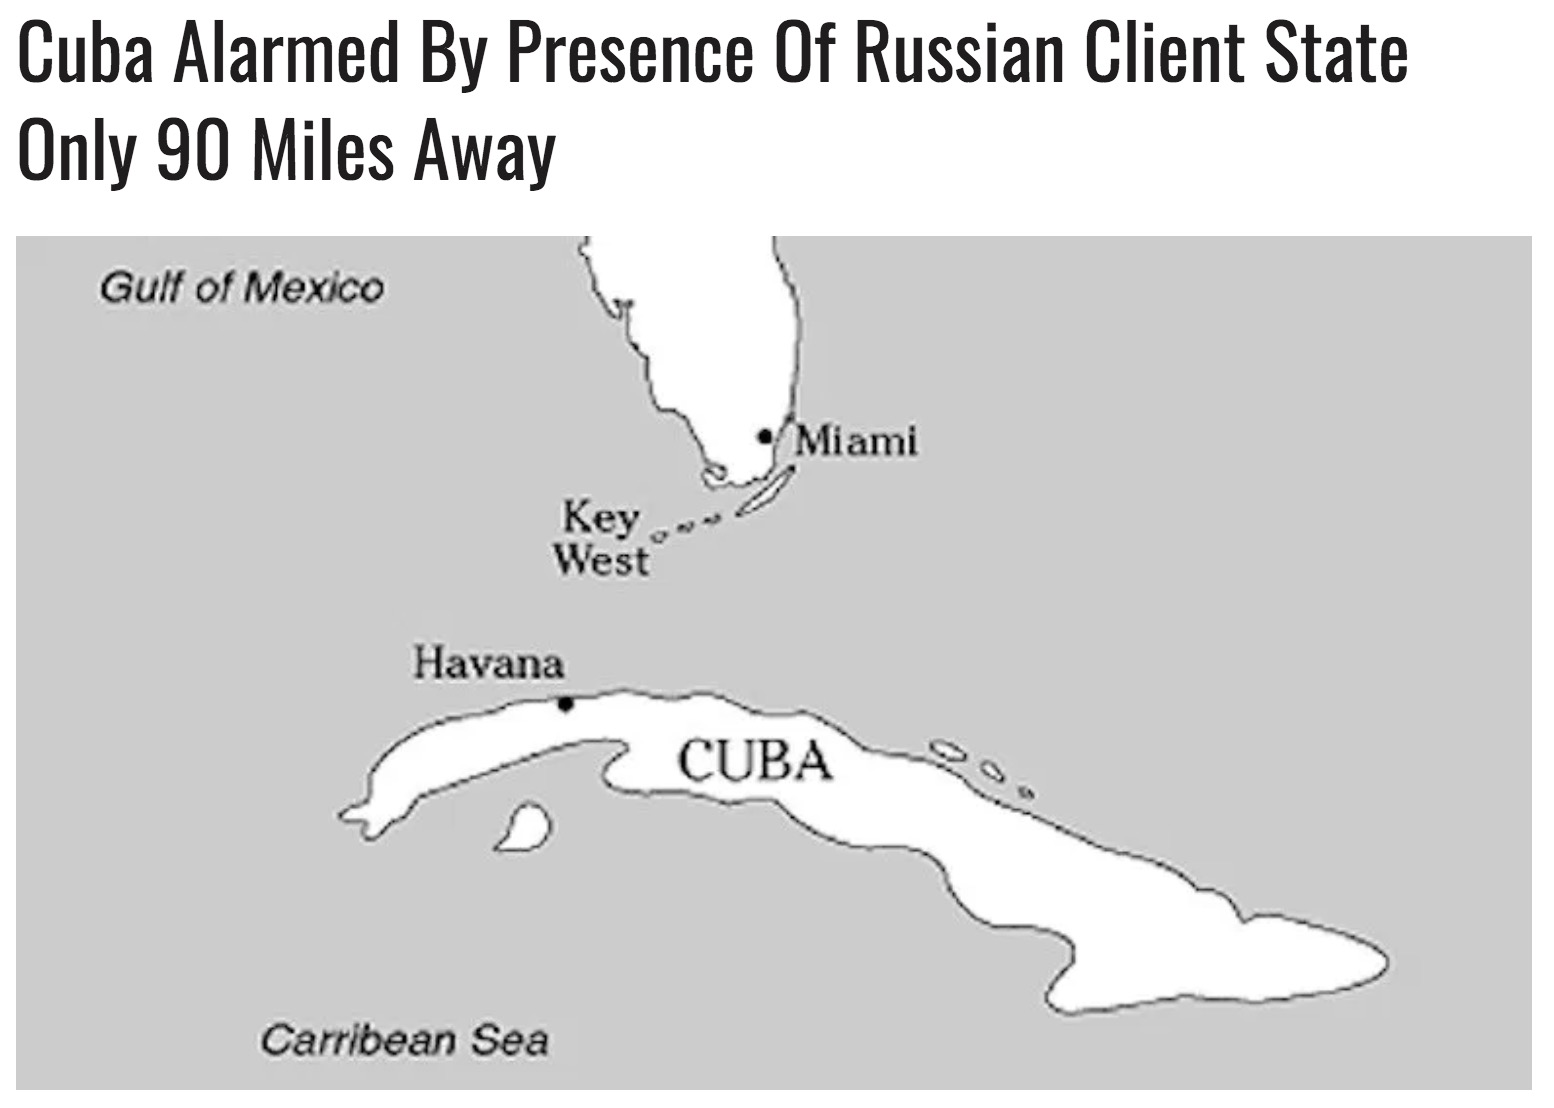 Cuba Alarmed By Presence Of Russian Client State
Only 90 Miles Away
Gulf of Mexico
Miami
Key
West
Havana
CUBA
Carribean Sea